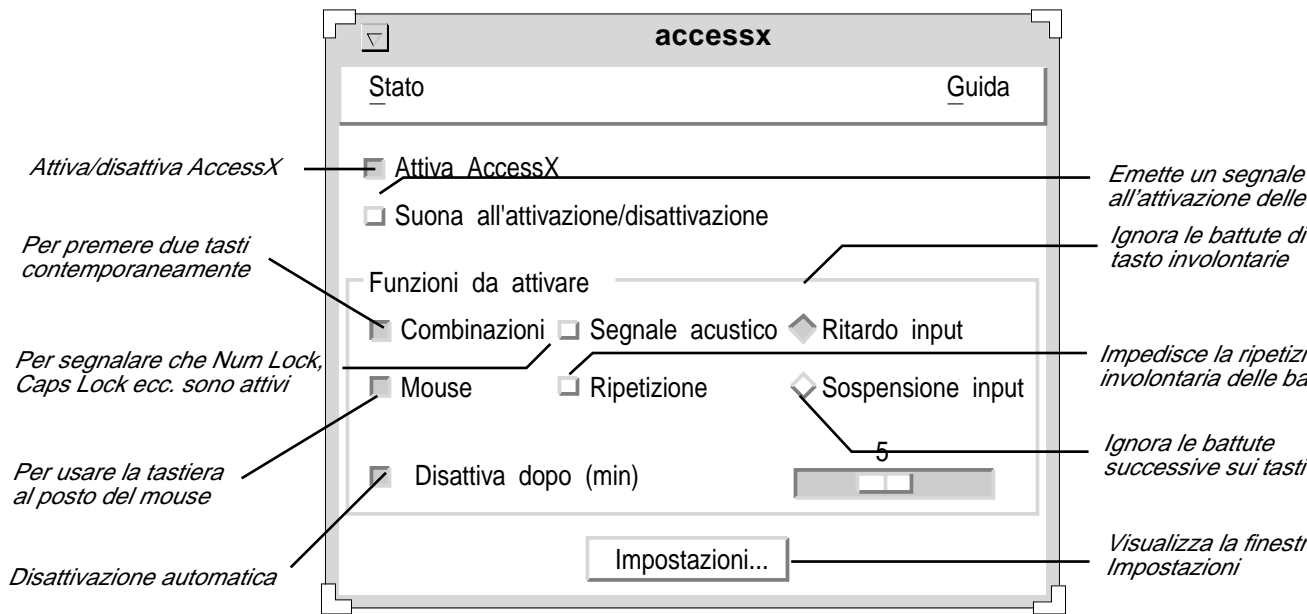 accessx
Stato Guida
Attiva/disattiva AccessX
Attiva AccessX
Emette un segnale
all'attivazione delle
Suona all'attivazione/disattivazione
Per premere due tasti
contemporaneamente
Ignora le battute di
tasto involontarie
Funzioni da attivare
Combinazioni Segnale acustico Ritardo input
Per segnalare che Num Lock,
Caps Lock ecc. sono attivi
Impedisce la
involontaria delle
Mouse Ripetizione Sospensione input
Per usare la tastiera
al posto del mouse
Ignora le battute
successive sui tasti
5
Disattiva dopo (min)
Disattivazione automatica
Impostazioni...
Visualizza la
Impostazioni